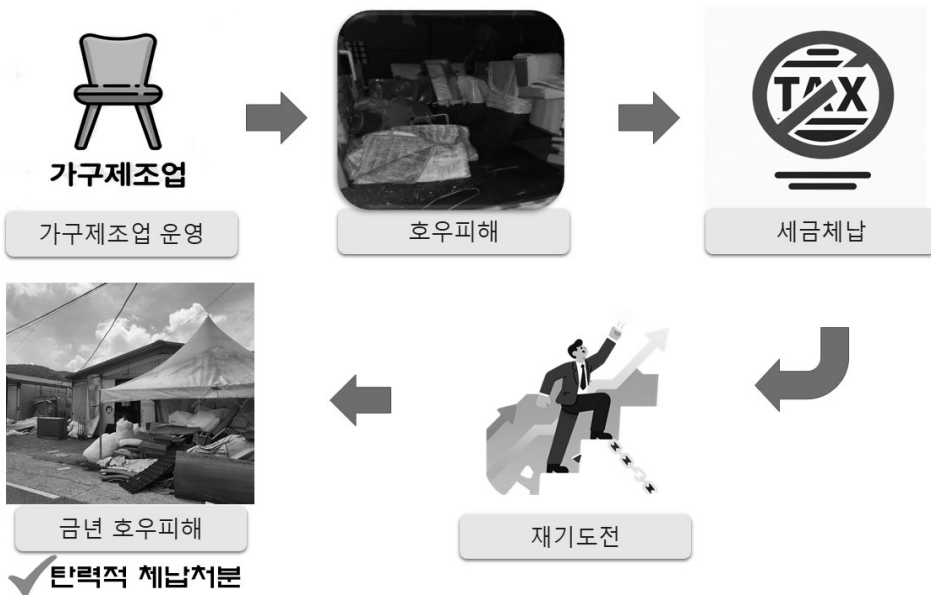 가구제조업
TAX
가구제조업 운영
호우피해
세금체납
재기도전
금년 호우피해
탄력적 체납처분